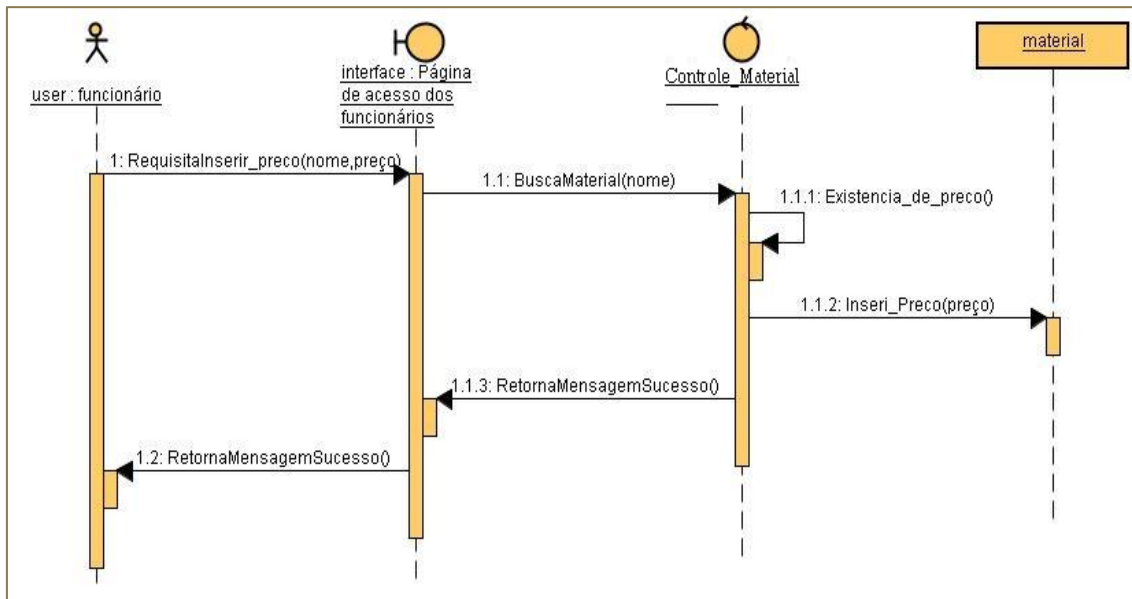 user : funcionário
interface : Página
de acesso dos
funcionários
Controle_Material
material
1: RequisitaInserir_preco(nome,preço)
1.1: BuscaMaterial(nome)
1.1.1: Existencia_de_preco()
1.1.2: Inseri_Preco(preço)
1.1.3: RetornaMensagemSucesso()
1.2: RetornaMensagemSucesso()